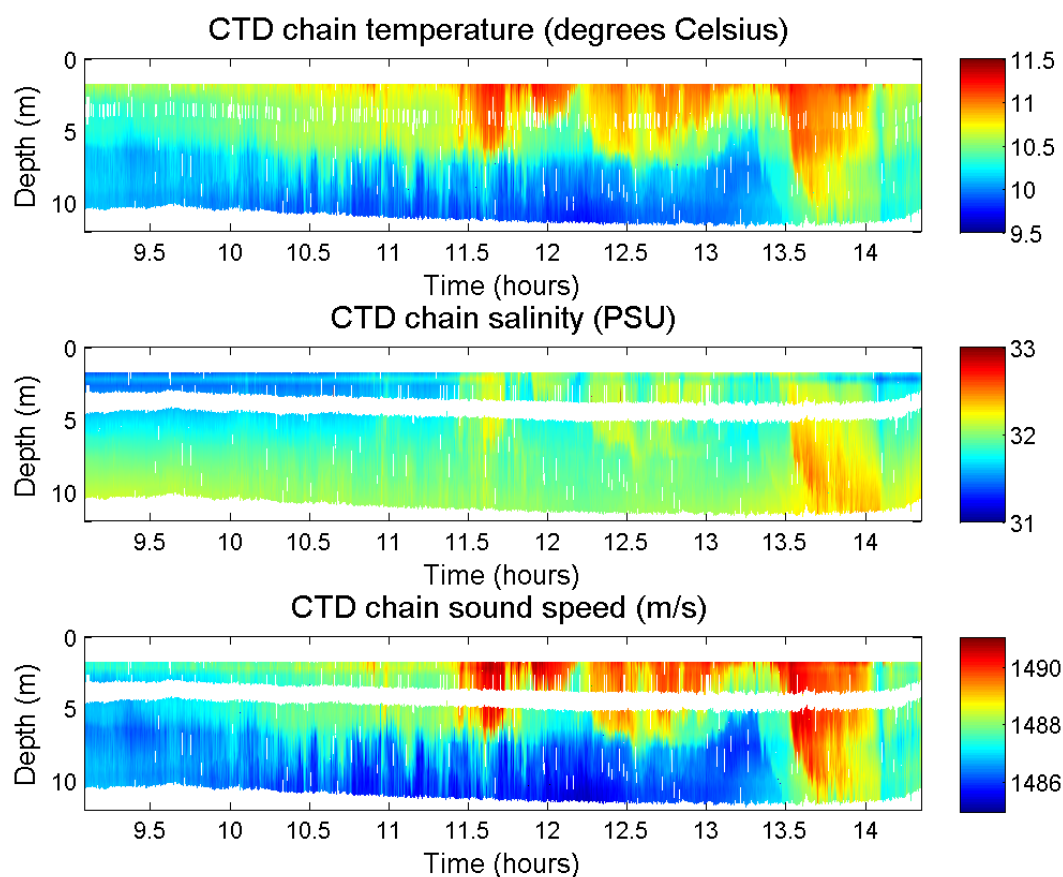 CTD chain temperature (degrees Celsius)
0
5
10
Depth (m)
9.5 10 10.5 11 11.5 12 12.5 13 13.5 14
Time (hours)
11.5
11
10.5
10
9.5
CTD chain salinity (PSU)
0
5
10
Depth (m)
9.5 10 10.5 11 11.5 12 12.5 13 13.5 14
Time (hours)
33
32
31
CTD chain sound speed (m/s)
0
5
10
Depth (m)
9.5 10 10.5 11 11.5 12 12.5 13 13.5 14
Time (hours)
1490
1488
1486